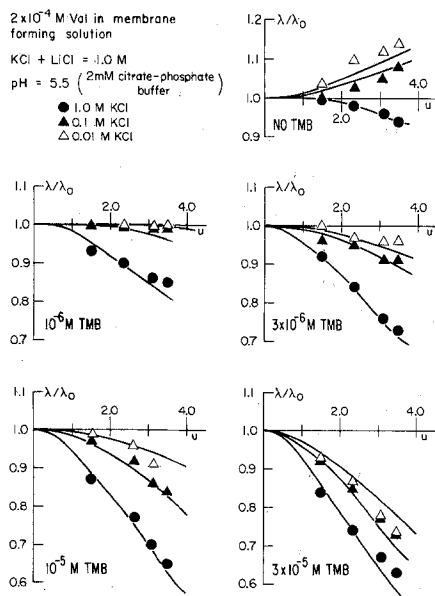 2×10⁻⁴ M Val in membrane
forming solution
KCl + LiCl = 1.0 M
pH = 5.5 (2mM citrate-phosphate buffer)
● 1.0 M KCl
▲ 0.1 M KCl
△ 0.01 M KCl
λ/λ₀
1.2
1.1
1.0
0.9
2.0
4.0
u
NO TMB
1.1
λ/λ₀
2.0
4.0
u
1.0
0.9
0.8
0.7
10⁻⁶ M TMB
1.1
λ/λ₀
2.0
4.0
u
1.0
0.9
0.8
0.7
3×10⁻⁶ M TMB
1.1
λ/λ₀
2.0
4.0
u
1.0
0.9
0.8
0.7
0.6
10⁻⁵ M TMB
1.1
λ/λ₀
2.0
4.0
u
1.0
0.9
0.8
0.7
0.6
3×10⁻⁵ M TMB